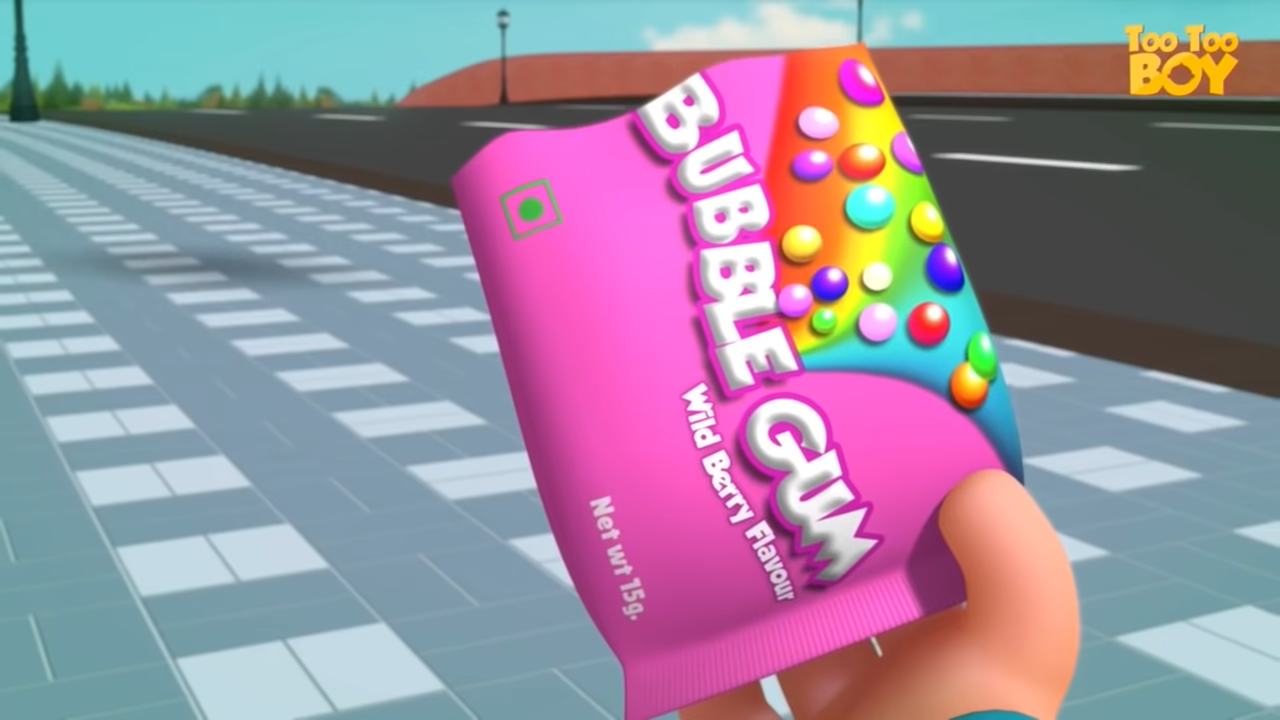 Too Too
BOY
BUBBLE GUM
Wild Berry Flavour
Net wt 15g.